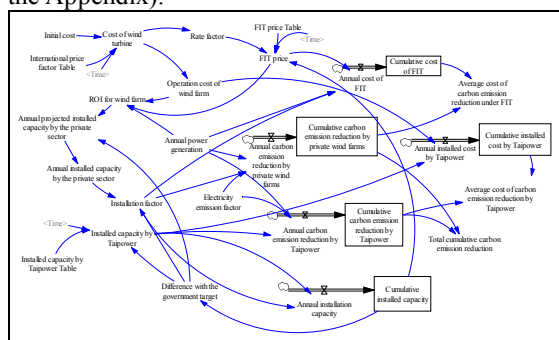 the Appendix).
Initial cost
Cost of wind
turbine
Rate factor
FIT price Table
<Time>
International price
factor Table
<Time>
FIT price
Annual cost of
FIT
Cumulative cost
of FIT
Operation cost of
wind farm
ROI for wind farm
Average cost of
carbon emission
reduction under FIT
Annual projected installed
capacity by the private
sector
Annual power
generation
Annual carbon
emission
reduction by
private wind farms
Cumulative carbon
emission reduction by
private wind farms
Annual installed cost
by Taipower
Cumulative installed
cost by Taipower
Annual installed
capacity by the private
sector
Electricity
emission factor
Average cost of carbon
emission reduction by
Taipower
Installation factor
<Time>
Installed capacity by
Taipower
Annual carbon
emission reduction by
Taipower
Cumulative carbon
emission reduction by
Taipower
Total cumulative carbon
emission reduction
Installed capacity by
Taipower Table
Difference with the
government target
Annaul installation
capacity
Cumulative
installed capacity